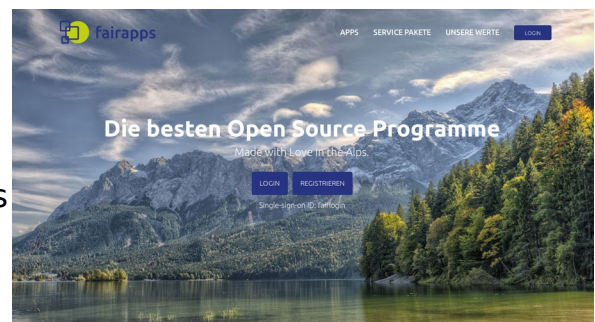 fairapps
APPS SERVICE PAKETE UNSERE WERTE LOGIN
Die besten Open Source Programme
Made with Love in the Alps.
s
LOGIN REGISTRIEREN
Single-sign-on ID: fairlogin